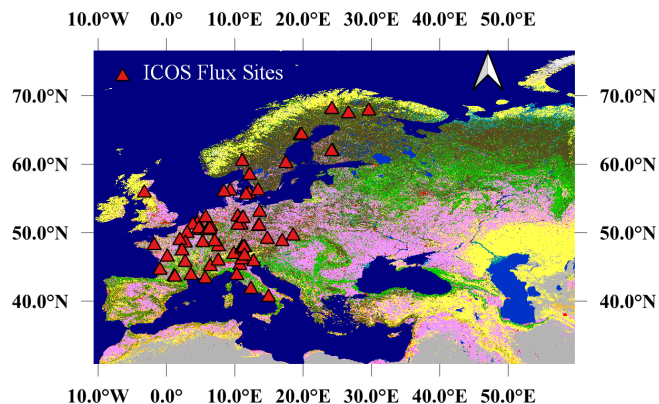 10.0°W 0.0° 10.0°E 20.0°E 30.0°E 40.0°E 50.0°E
ICOS Flux Sites
70.0°N 70.0°N
60.0°N 60.0°N
50.0°N 50.0°N
40.0°N 40.0°N
10.0°W 0.0° 10.0°E 20.0°E 30.0°E 40.0°E 50.0°E